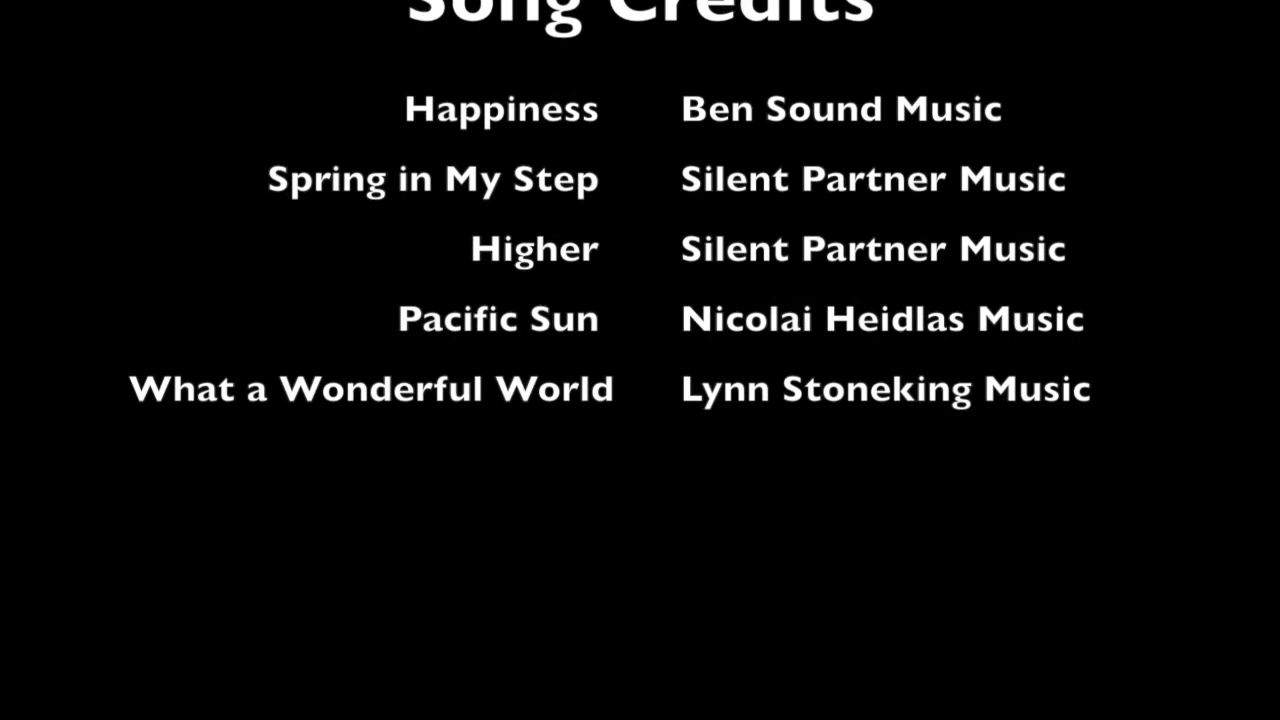 Song Credits
Happiness Ben Sound Music
Spring in My Step Silent Partner Music
Higher Silent Partner Music
Pacific Sun Nicolai Heidlas Music
What a Wonderful World Lynn Stoneking Music